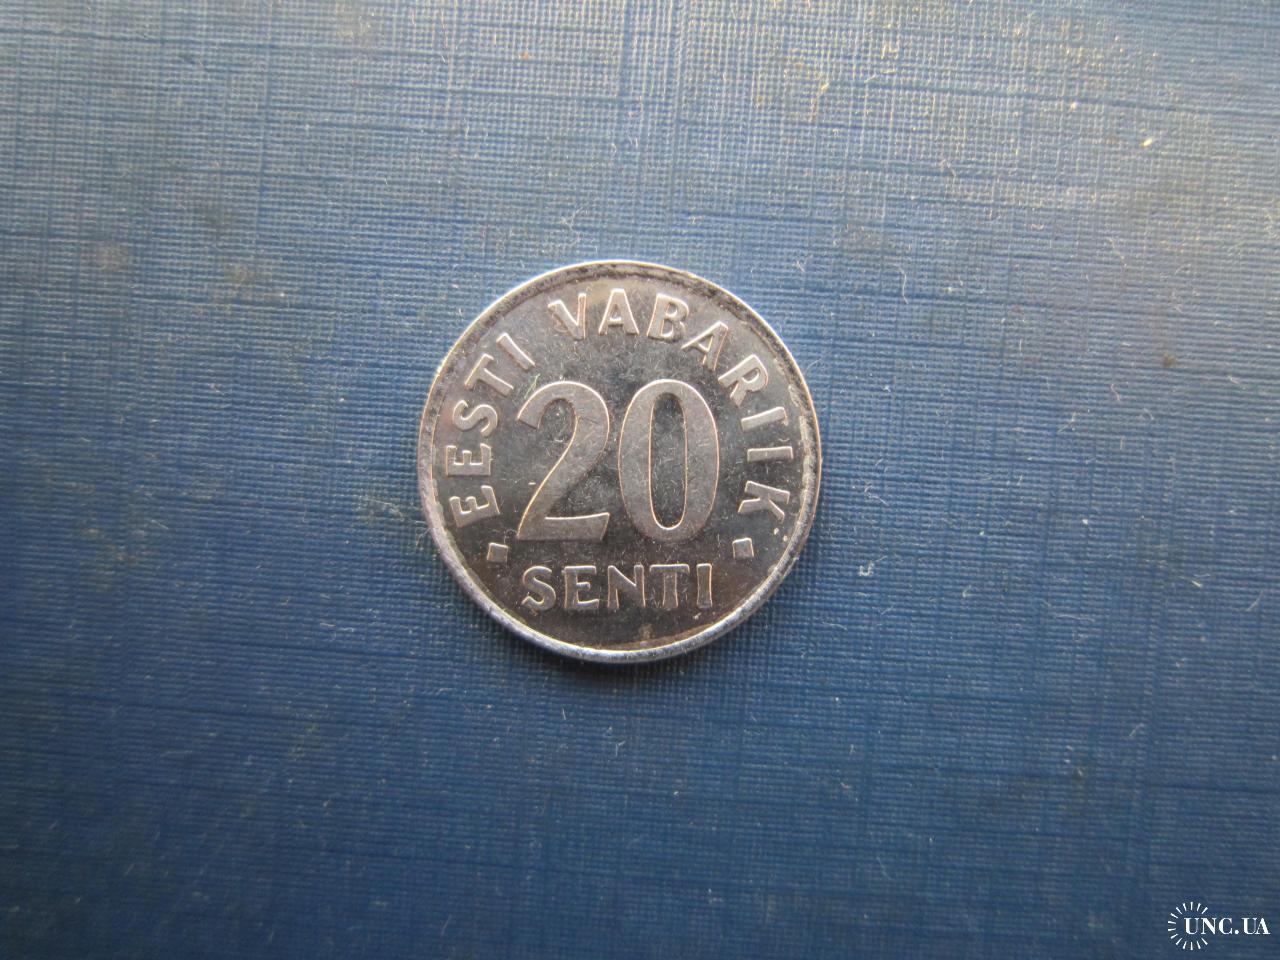 EESTI VABARIIK
20
SENTI
UNC.UA